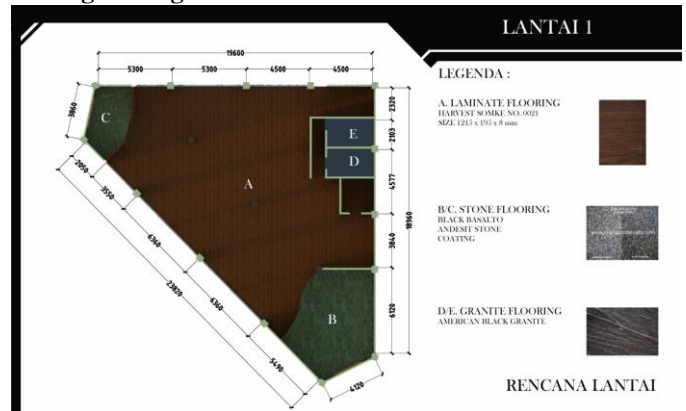 LANTAI 1
19600
5300
5300
4500
4500
3860
2320
2103
4577
18960
3840
6120
2050
3550
6360
23820
6360
5490
4120
C
E
D
A
B
LEGENDA :
A. LAMINATE FLOORING
HARVEST SOMKE NO. 0021
SIZE 1215 x 195 x 8 mm
B/C. STONE FLOORING
BLACK BASALTO
ANDESIT STONE
COATING
D/E. GRANITE FLOORING
AMERICAN BLACK GRANITE
RENCANA LANTAI